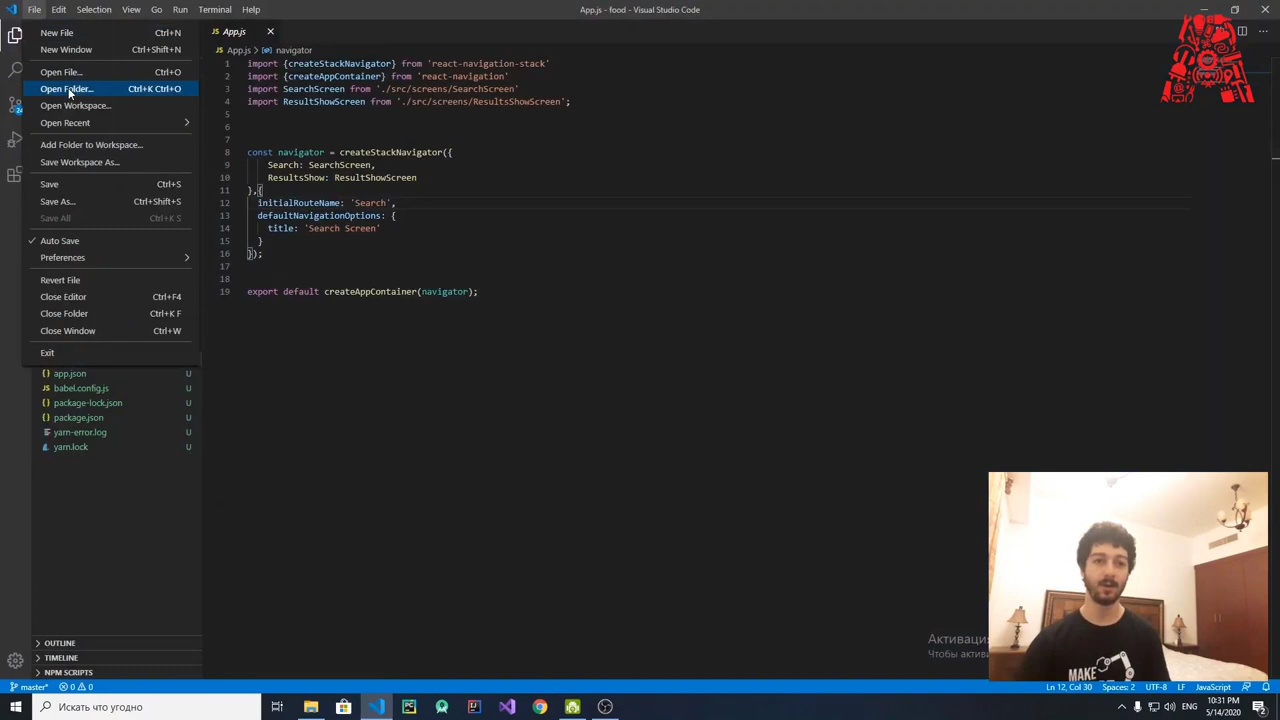 File Edit Selection View Go Run Terminal Help
App.js - food - Visual Studio Code
New File Ctrl+N
New Window Ctrl+Shift+N
Open File... Ctrl+O
Open Folder... Ctrl+K Ctrl+O
Open Workspace...
Open Recent
Add Folder to Workspace...
Save Workspace As...
Save Ctrl+S
Save As... Ctrl+Shift+S
Save All Ctrl+K S
Auto Save
Preferences
Revert File
Close Editor Ctrl+F4
Close Folder Ctrl+K F
Close Window Ctrl+W
Exit
app.json U
babel.config.js U
package-lock.json U
package.json U
yarn-error.log U
yarn.lock U
OUTLINE
TIMELINE
NPM SCRIPTS
App.js
App.js > navigator
1 import {createStackNavigator} from 'react-navigation-stack'
2 import {createAppContainer} from 'react-navigation'
3 import SearchScreen from './src/screens/SearchScreen'
4 import ResultShowScreen from './src/screens/ResultsShowScreen';
5
6
7
8 const navigator = createStackNavigator({
9 Search: SearchScreen,
10 ResultsShow: ResultShowScreen
11 },{
12 initialRouteName: 'Search',
13 defaultNavigationOptions: {
14 title: 'Search Screen'
15 }
16 });
17
18
19 export default createAppContainer(navigator);
Активация
Чтобы актив
MAKE
master* 0 0
Ln 12, Col 30 Spaces: 2 UTF-8 LF JavaScript
Искать что угодно
ENG
10:31 PM
5/14/2020